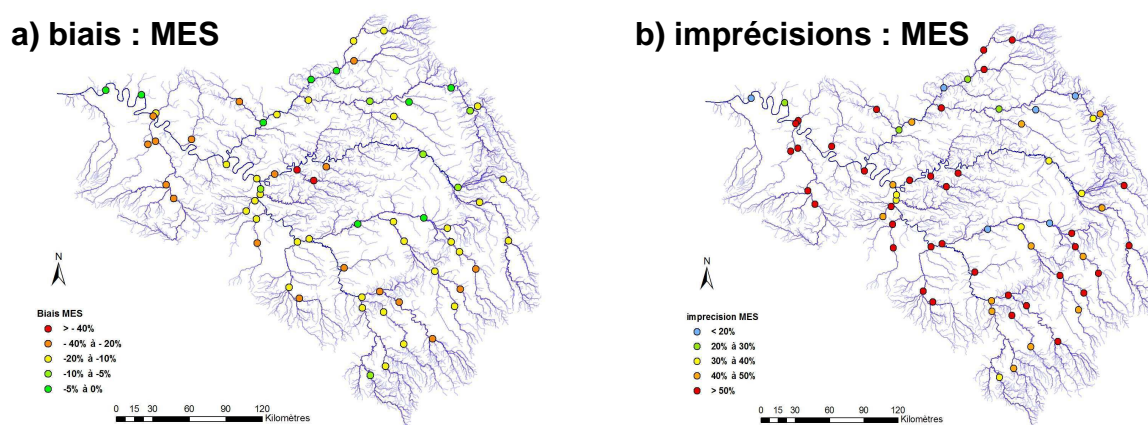 a) biais : MES
N
Biais MES
> - 40%
- 40% à - 20%
-20% à -10%
-10% à -5%
-5% à 0%
0 15 30 60 90 120
Kilomètres
b) imprécisions : MES
N
imprecision MES
< 20%
20% à 30%
30% à 40%
40% à 50%
> 50%
0 15 30 60 90 120
Kilomètres